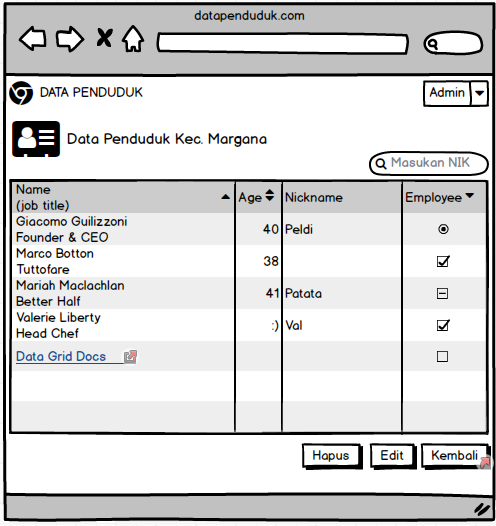 datapenduduk.com
DATA PENDUDUK
Admin
Data Penduduk Kec. Margana
Masukan NIK
Name
(job title)
Age
Nickname
Employee
Giacomo Guilizzoni
Founder & CEO
40
Peldi
Marco Botton
Tuttofare
38
Mariah Maclachlan
Better Half
41
Patata
Valerie Liberty
Head Chef
:)
Val
Data Grid Docs
Hapus
Edit
Kembali